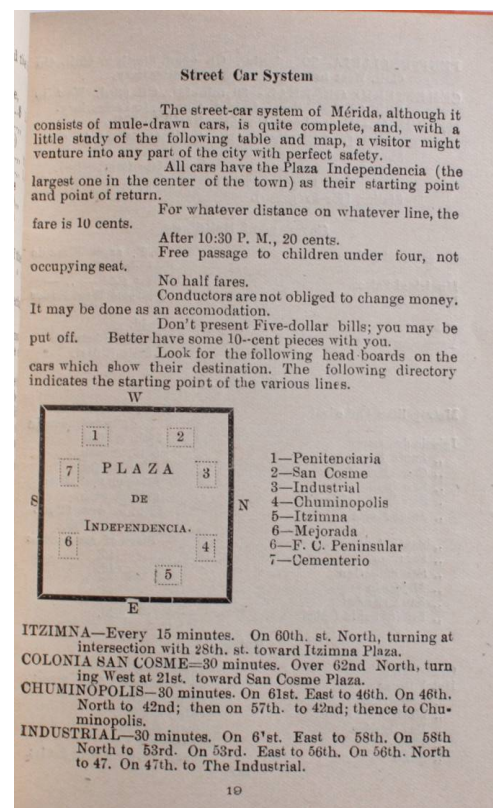 Street Car System
The street-car system of Mérida, although it
consists of mule-drawn cars, is quite complete, and, with a
little study of the following table and map, a visitor might
venture into any part of the city with perfect safety.
All cars have the Plaza Independencia (the
largest one in the center of the town) as their starting point
and point of return.
For whatever distance on whatever line, the
fare is 10 cents.
After 10:30 P. M., 20 cents.
Free passage to children under four, not
occupying seat.
No half fares.
Conductors are not obliged to change money.
It may be done as an accomodation.
Don't present Five-dollar bills; you may be
put off. Better have some 10--cent pieces with you.
Look for the following head boards on the
cars which show their destination. The following directory
indicates the starting point of the various lines.
W
1 2
7 PLAZA 3
S DE N
INDEPENDENCIA.
6 4
5
E
1—Penitenciaria
2—San Cosme
3—Industrial
4—Chuminopolis
5—Itzimna
6—Mejorada
6—F. C. Peninsular
7—Cementerio
ITZIMNA—Every 15 minutes. On 60th. st. North, turning at
intersection with 28th. st. toward Itzimna Plaza.
COLONIA SAN COSME=30 minutes. Over 62nd North, turn
ing West at 21st. toward San Cosme Plaza.
CHUMINOPOLIS—30 minutes. On 61st. East to 46th. On 46th.
North to 42nd; then on 57th. to 42nd; thence to Chu-
minopolis.
INDUSTRIAL—30 minutes. On 6'st. East to 58th. On 58th
North to 53rd. On 53rd. East to 56th. On 56th. North
to 47. On 47th. to The Industrial.
19